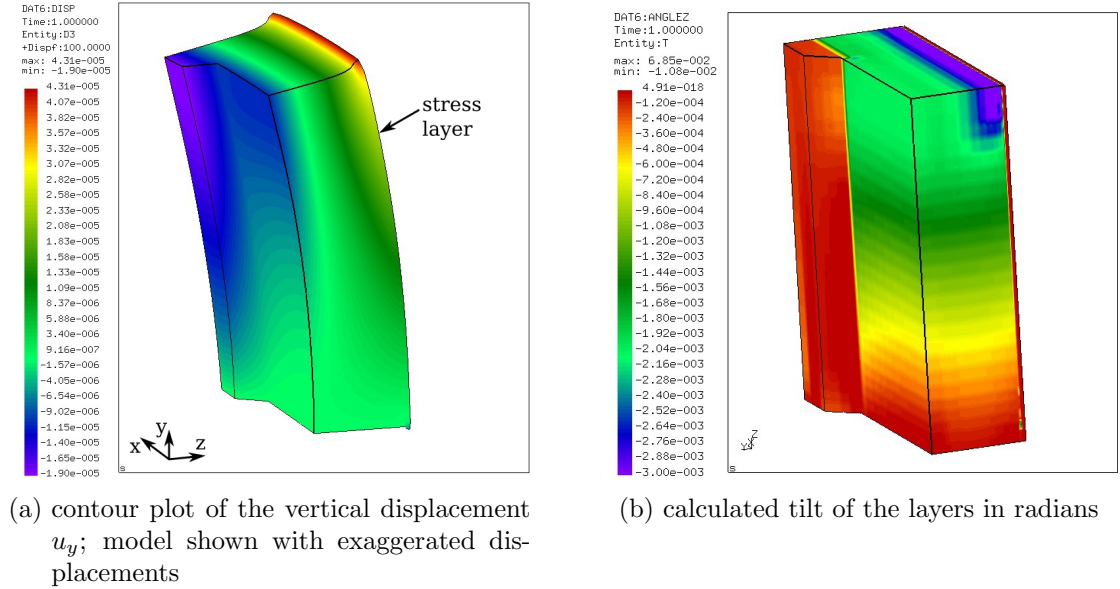 DAT6:DISP
Time:1.000000
Entity:D3
+Dispf:100.0000
max: 4.31e-005
min: -1.90e-005
4.31e-005
4.07e-005
3.82e-005
3.57e-005
3.32e-005
3.07e-005
2.82e-005
2.58e-005
2.33e-005
2.08e-005
1.83e-005
1.58e-005
1.33e-005
1.09e-005
8.37e-006
5.88e-006
3.40e-006
9.16e-007
-1.57e-006
-4.05e-006
-6.54e-006
-9.02e-006
-1.15e-005
-1.40e-005
-1.65e-005
-1.90e-005
stress
layer
y
x
z
s
(a) contour plot of the vertical displacement
u_y; model shown with exaggerated dis-
placements
DAT6:ANGLEZ
Time:1.000000
Entity:T
max: 6.85e-002
min: -1.08e-002
4.91e-018
-1.20e-004
-2.40e-004
-3.60e-004
-4.80e-004
-6.00e-004
-7.20e-004
-8.40e-004
-9.60e-004
-1.08e-003
-1.20e-003
-1.32e-003
-1.44e-003
-1.56e-003
-1.68e-003
-1.80e-003
-1.92e-003
-2.04e-003
-2.16e-003
-2.28e-003
-2.40e-003
-2.52e-003
-2.64e-003
-2.76e-003
-2.88e-003
-3.00e-003
Z
Y
s
(b) calculated tilt of the layers in radians